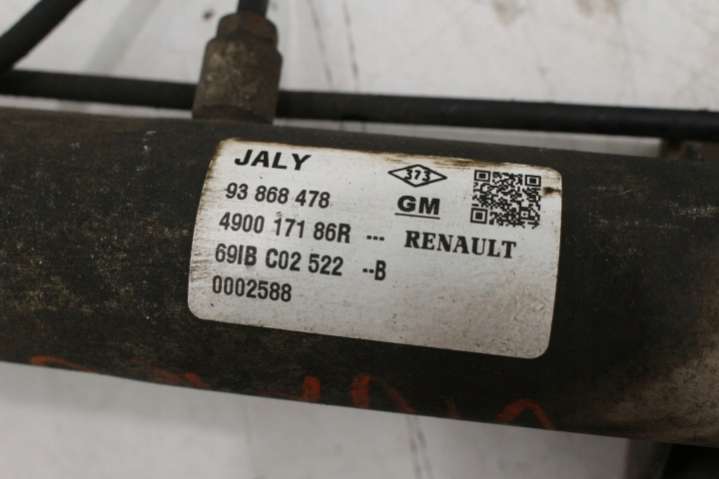 JALY
373
93 868 478
GM
4900 171 86R ---
RENAULT
69IB C02 522 --B
0002588